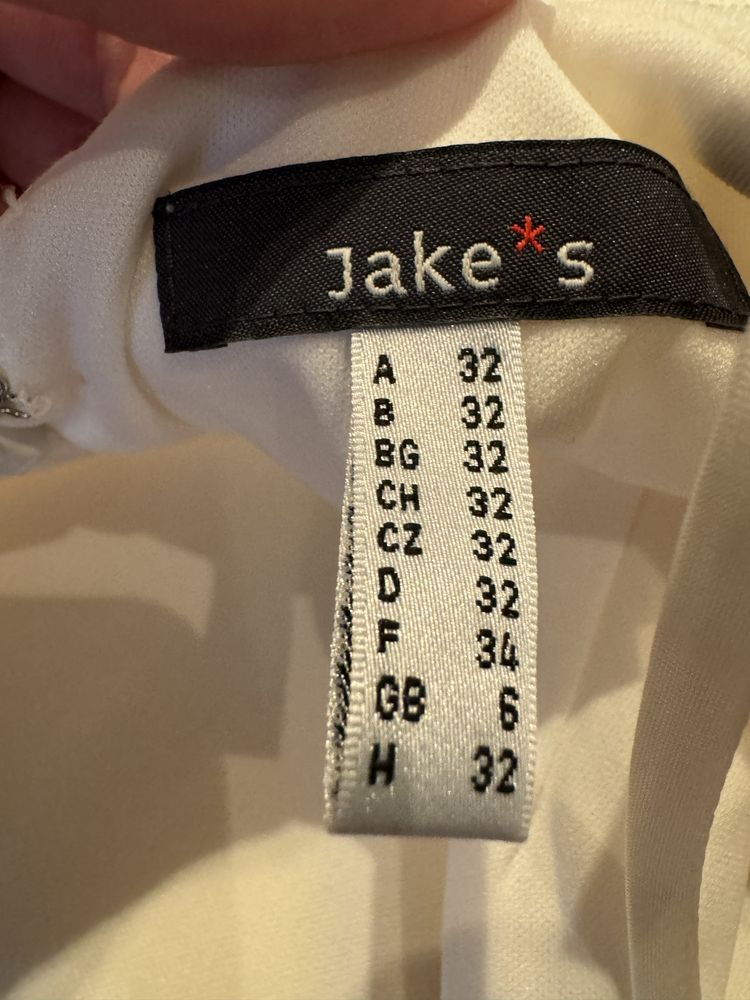 Jake*s
A 32
B 32
BG 32
CH 32
CZ 32
D 32
F 34
GB 6
H 32